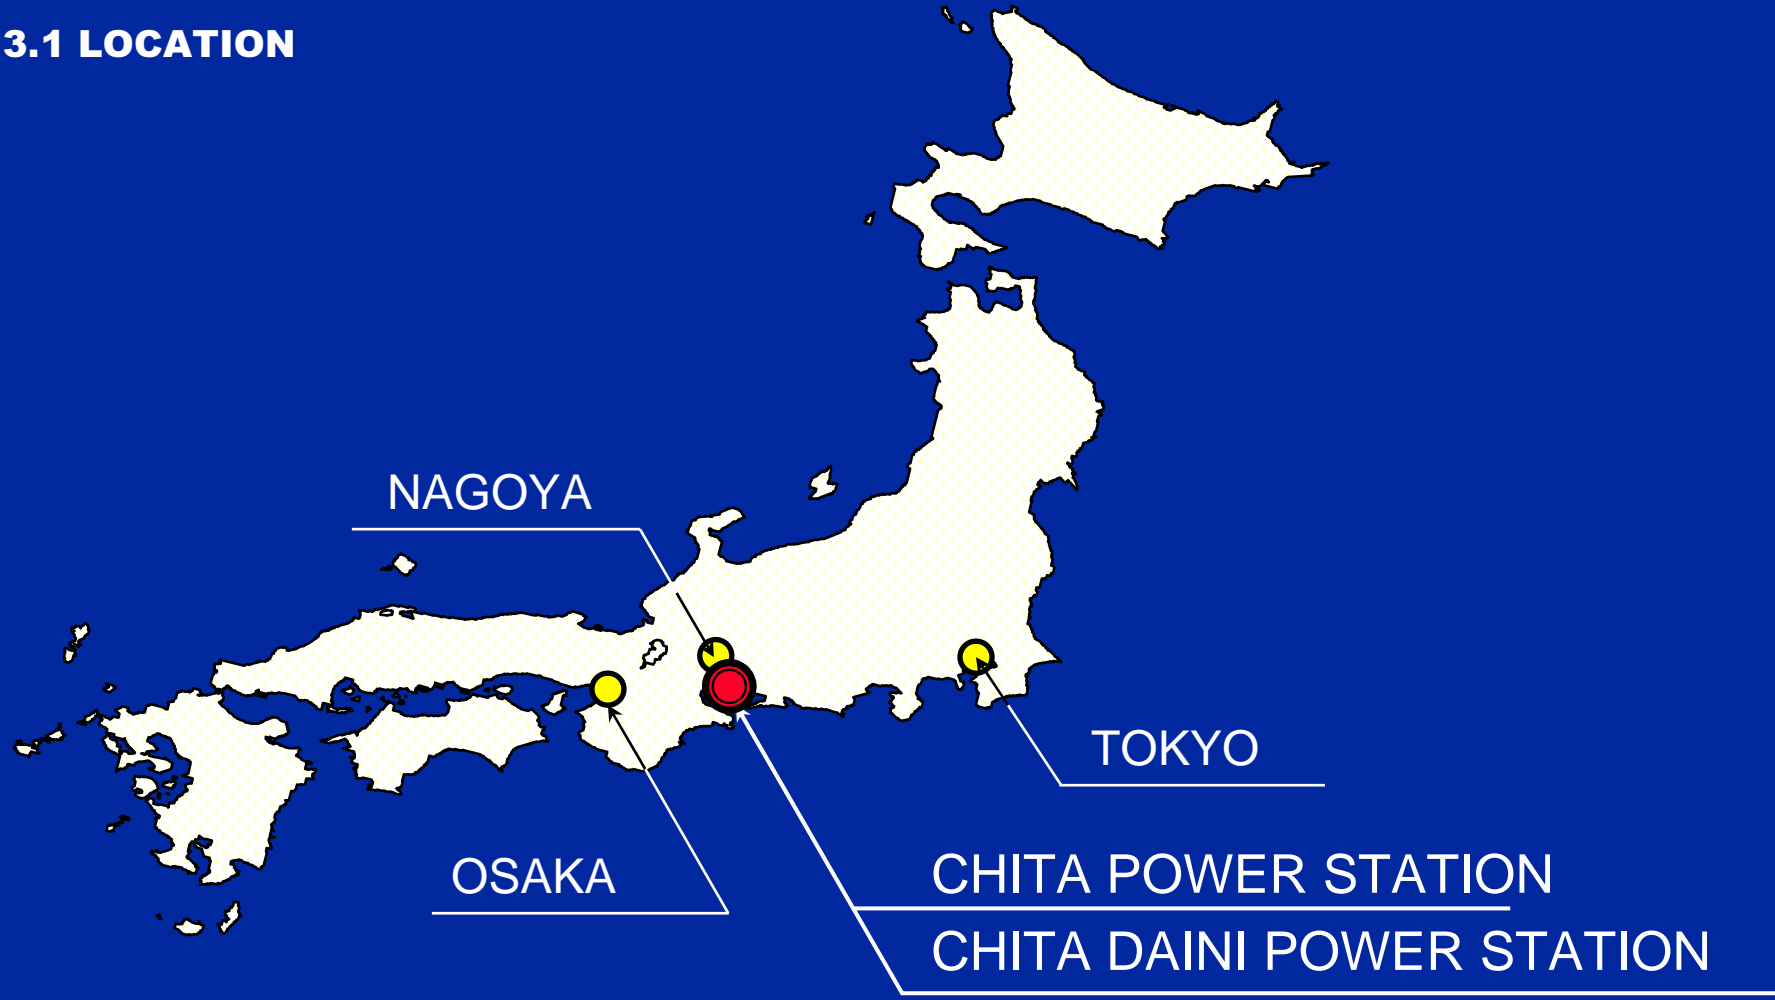 3.1 LOCATION
NAGOYA
TOKYO
OSAKA
CHITA POWER STATION
CHITA DAINI POWER STATION